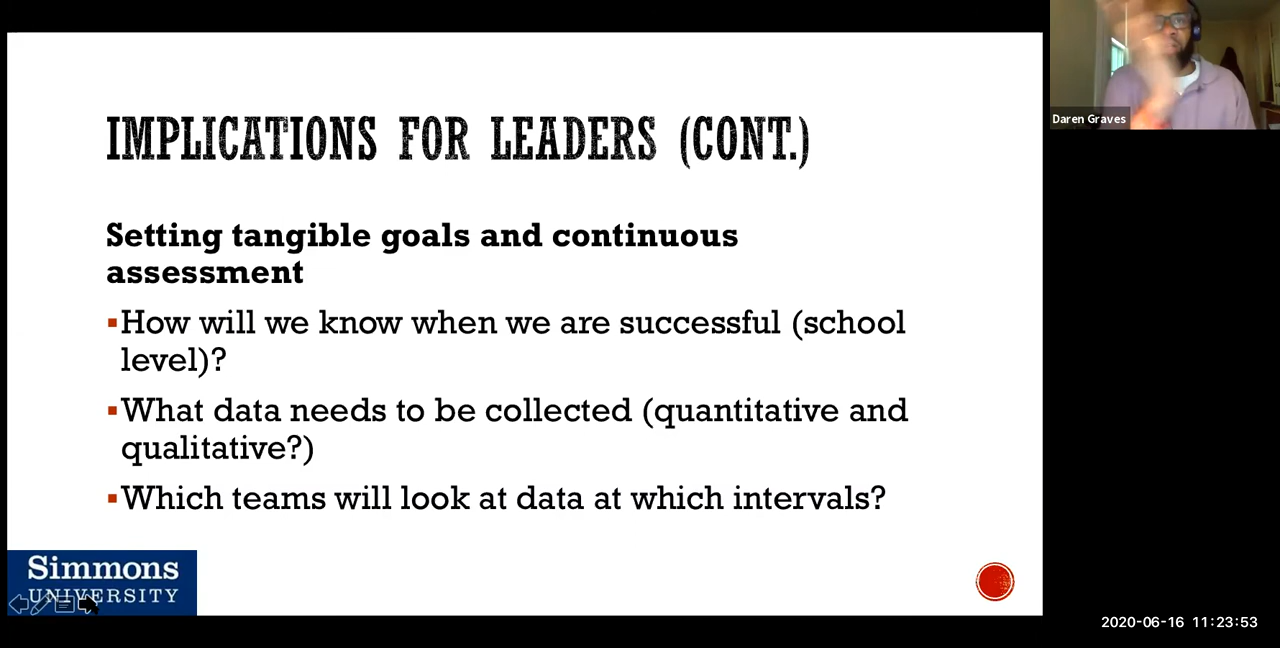 Daren Graves
IMPLICATIONS FOR LEADERS (CONT.)
Setting tangible goals and continuous
assessment
▪How will we know when we are successful (school
level)?
▪What data needs to be collected (quantitative and
qualitative?)
▪Which teams will look at data at which intervals?
Simmons
UNIVERSITY
2020-06-16 11:23:53